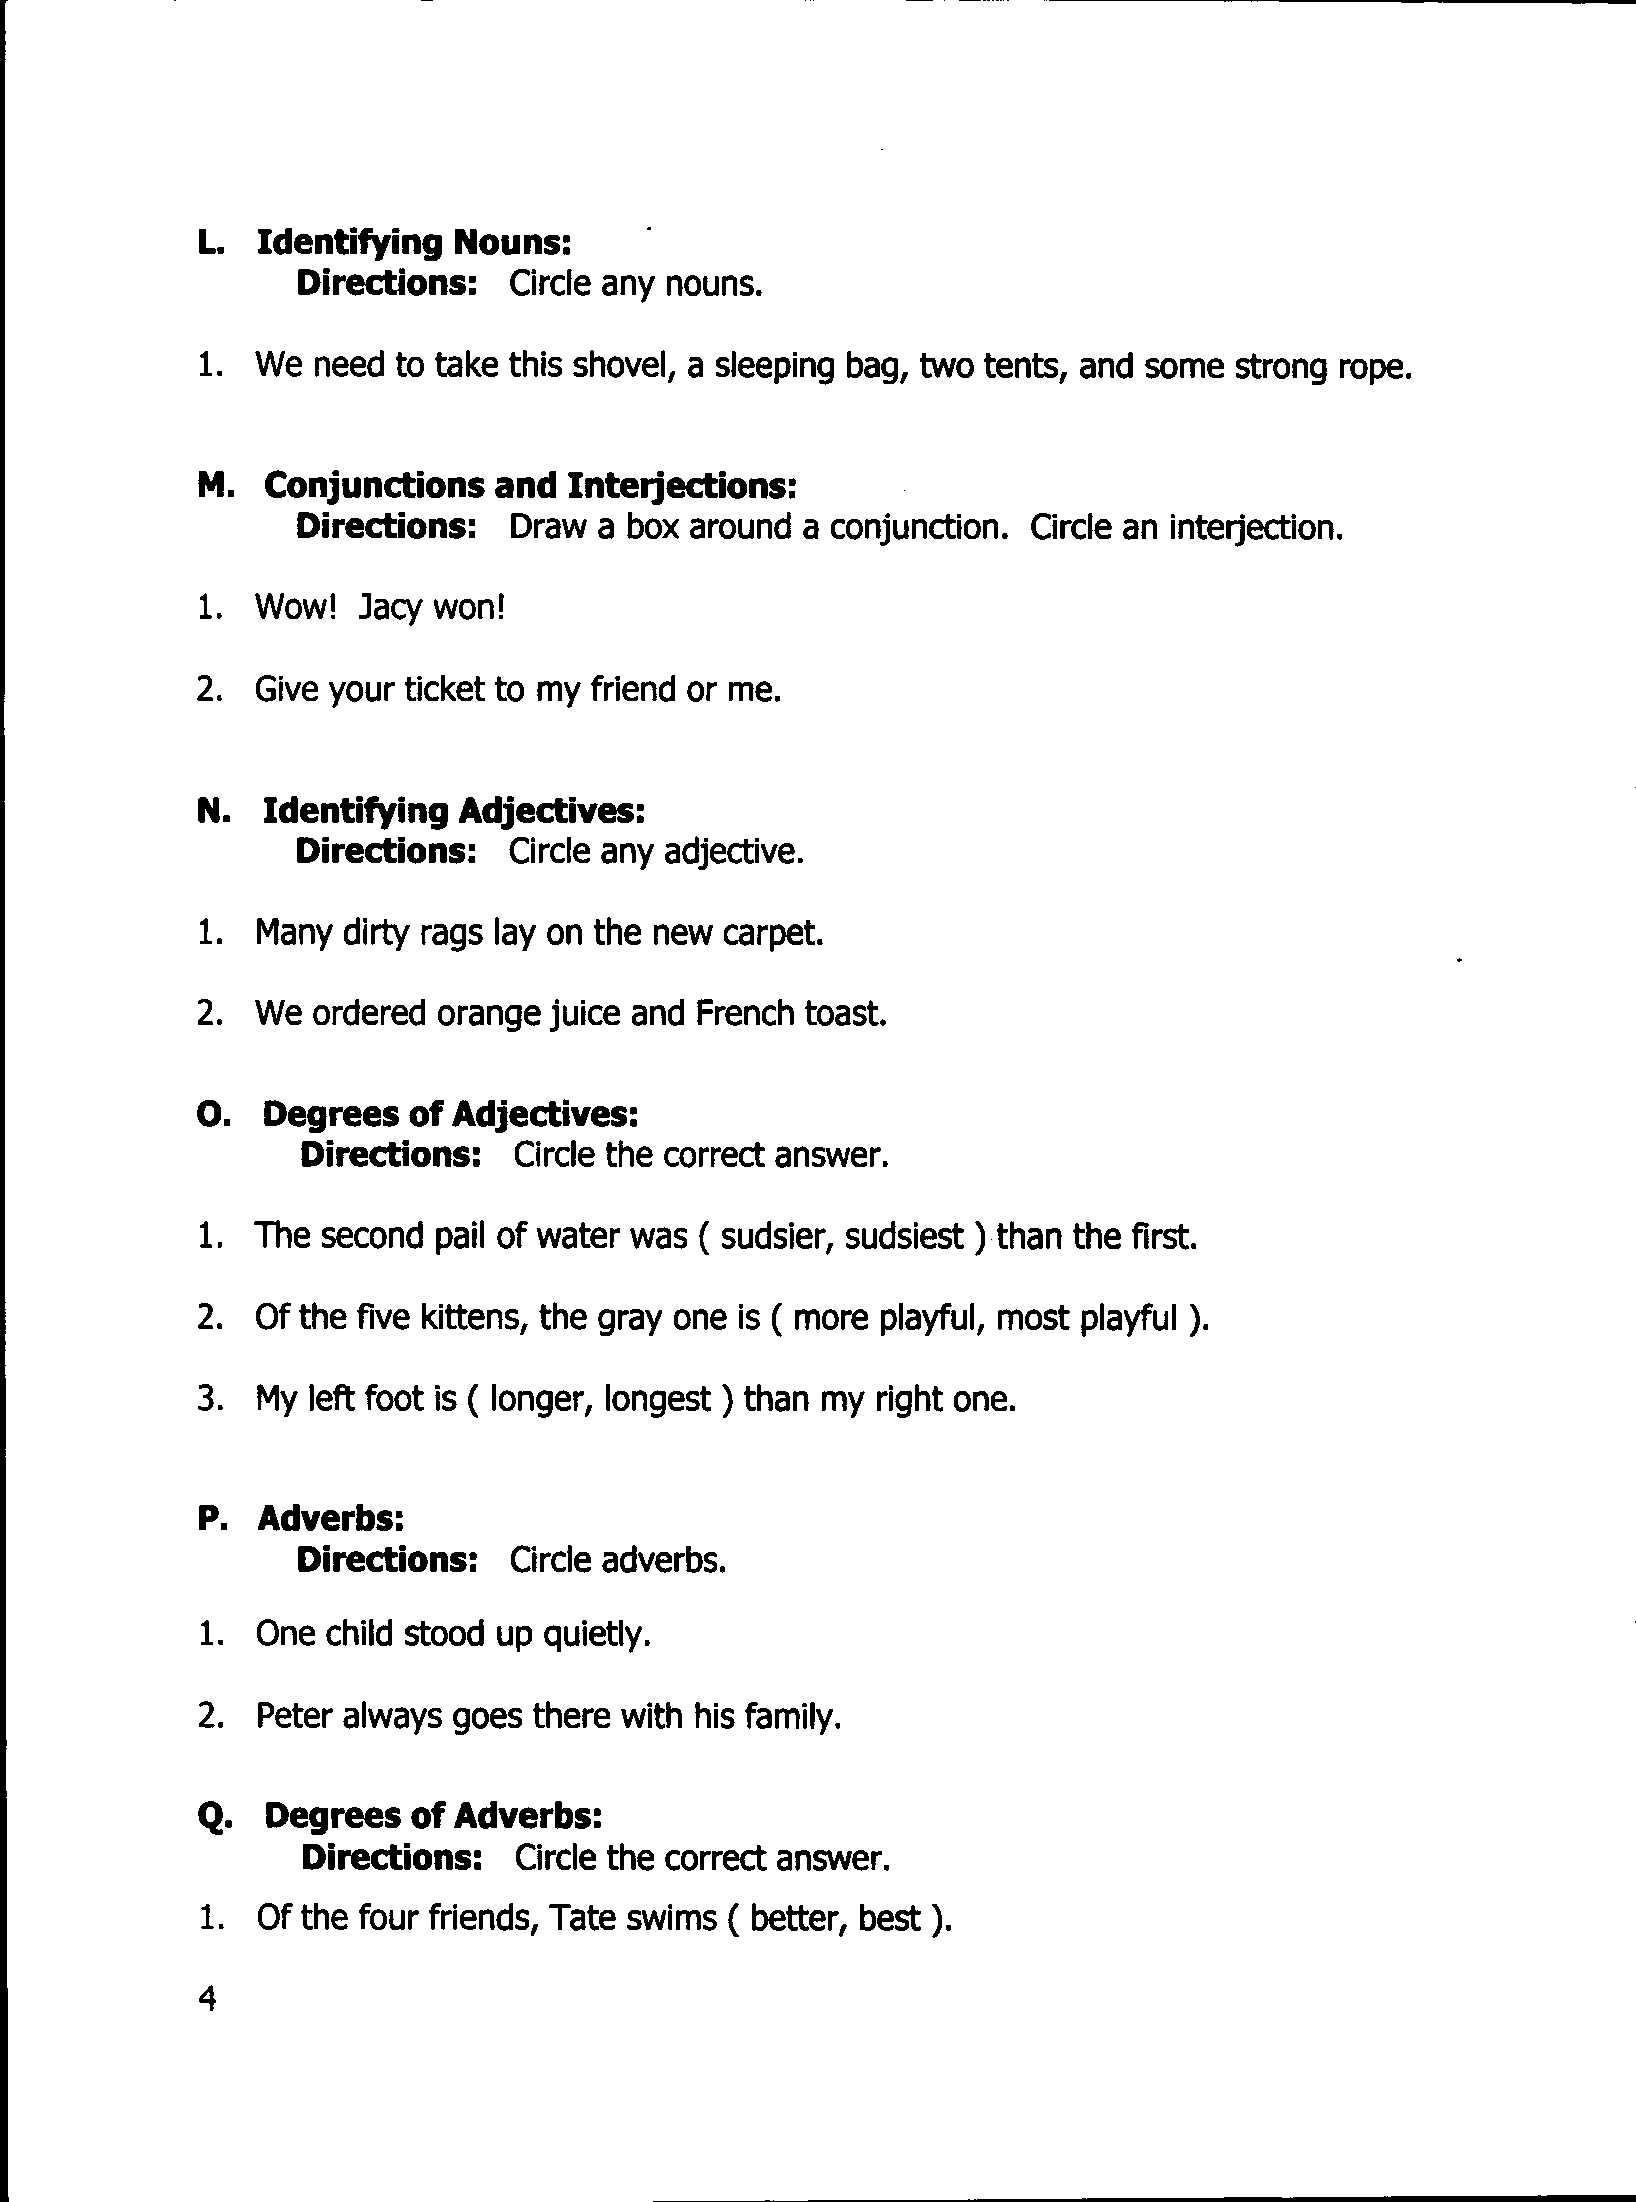 L. Identifying Nouns:
Directions: Circle any nouns.
1. We need to take this shovel, a sleeping bag, two tents, and some strong rope.
M. Conjunctions and Interjections:
Directions: Draw a box around a conjunction. Circle an interjection.
1. Wow! Jacy won!
2. Give your ticket to my friend or me.
N. Identifying Adjectives:
Directions: Circle any adjective.
1. Many dirty rags lay on the new carpet.
2. We ordered orange juice and French toast.
O. Degrees of Adjectives:
Directions: Circle the correct answer.
1. The second pail of water was ( sudsier, sudsiest ) than the first.
2. Of the five kittens, the gray one is ( more playful, most playful ).
3. My left foot is ( longer, longest ) than my right one.
P. Adverbs:
Directions: Circle adverbs.
1. One child stood up quietly.
2. Peter always goes there with his family.
Q. Degrees of Adverbs:
Directions: Circle the correct answer.
1. Of the four friends, Tate swims ( better, best ).
4